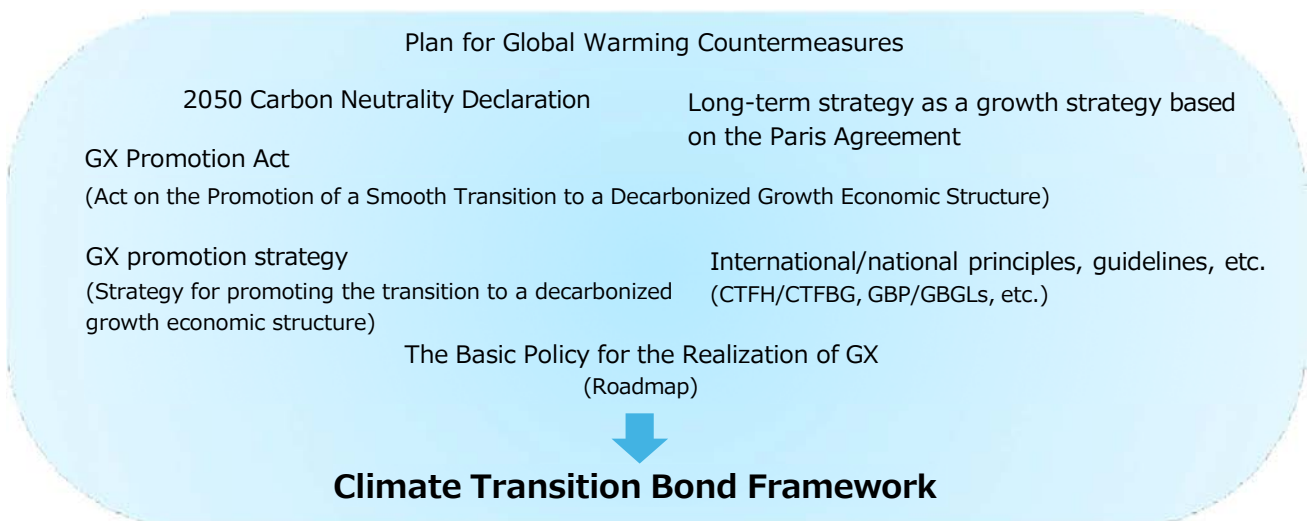 Plan for Global Warming Countermeasures
2050 Carbon Neutrality Declaration
Long-term strategy as a growth strategy based
on the Paris Agreement
GX Promotion Act
(Act on the Promotion of a Smooth Transition to a Decarbonized Growth Economic Structure)
GX promotion strategy
(Strategy for promoting the transition to a decarbonized
growth economic structure)
International/national principles, guidelines, etc.
(CTFH/CTFBG, GBP/GBGLs, etc.)
The Basic Policy for the Realization of GX
(Roadmap)
Climate Transition Bond Framework